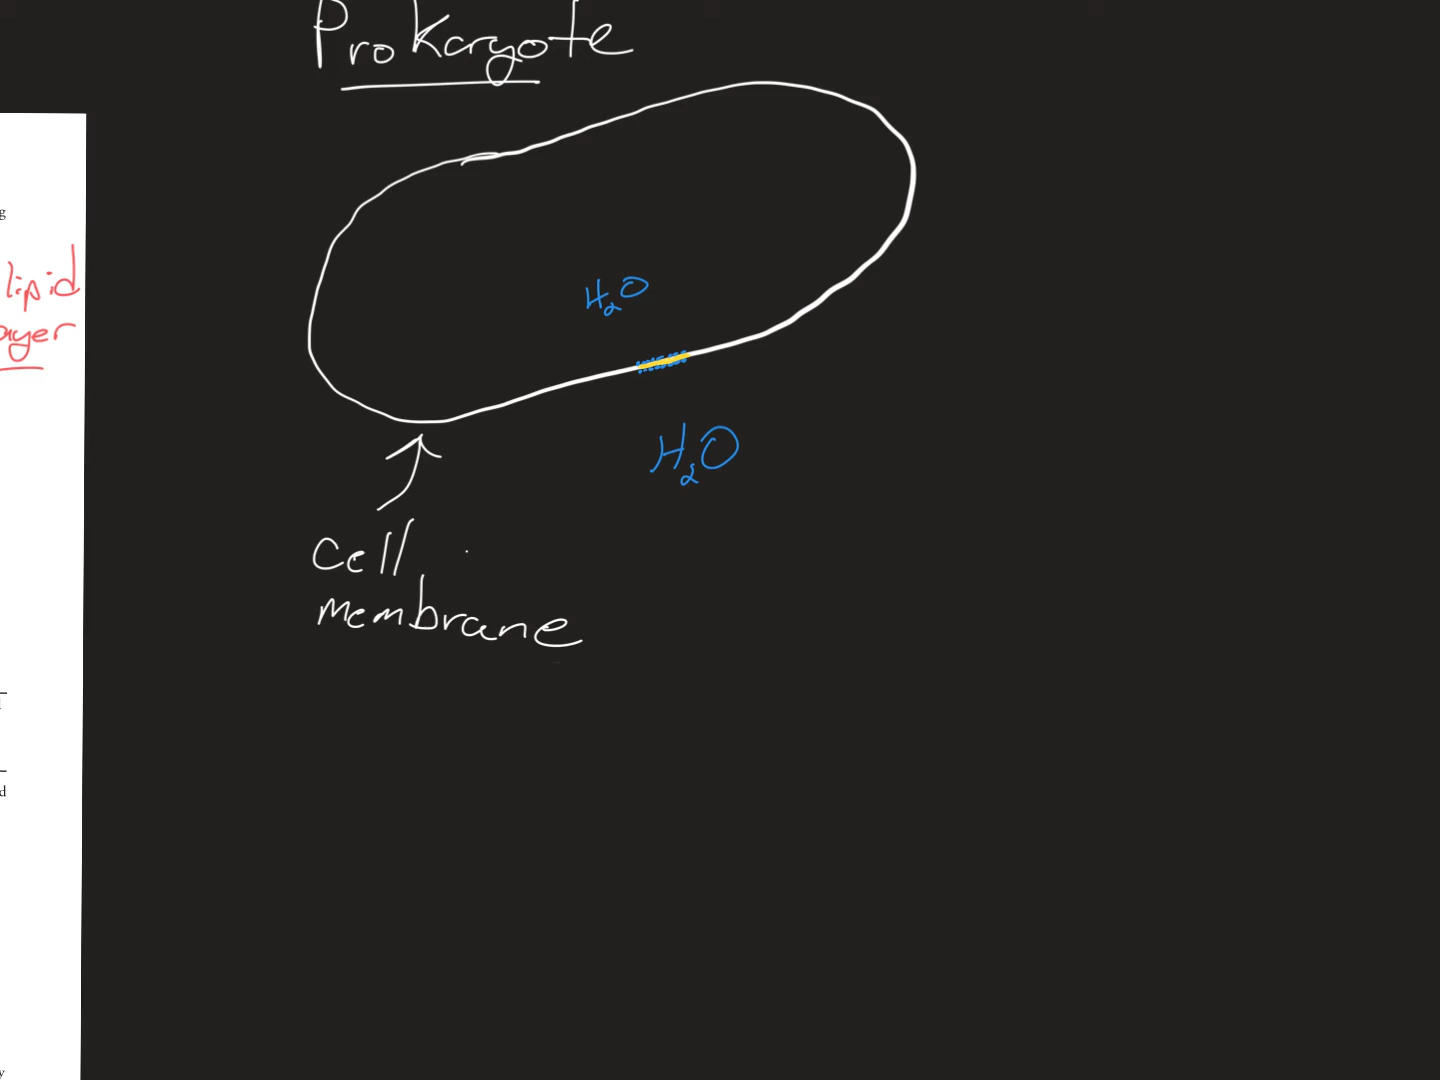 Prokaryote
g
lipid
ayer
H₂O
H₂O
cell
membrane
d
y